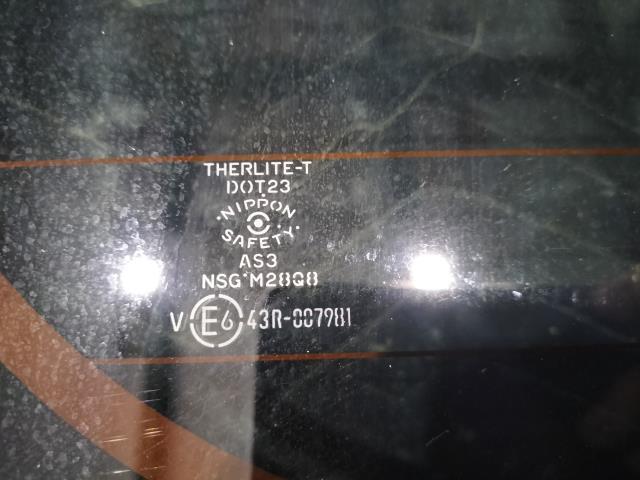 THERLITE-T
DOT23
·NIPPON·
SAFETY
AS3
NSG M28Q8
V E6 43R-007981